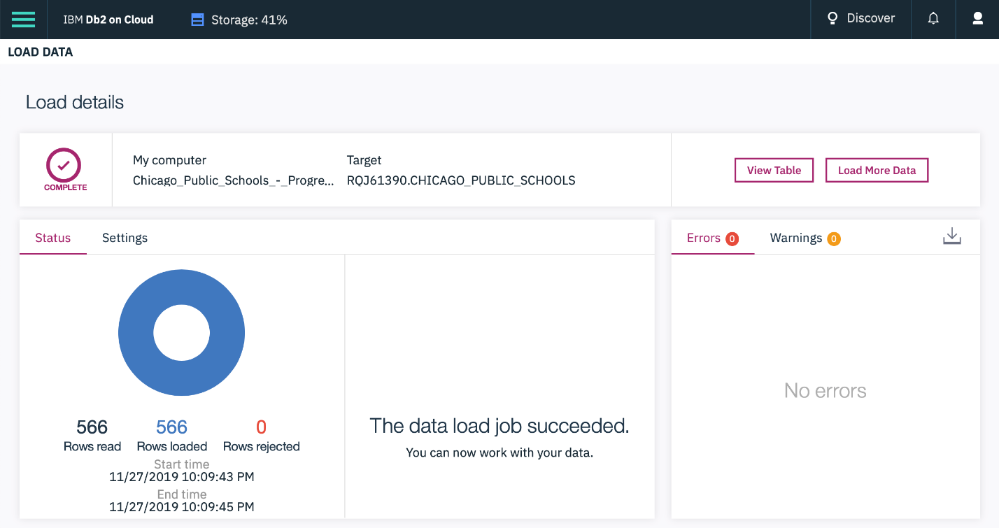 IBM Db2 on Cloud
Storage: 41%
Discover
LOAD DATA
Load details
COMPLETE
My computer
Chicago_Public_Schools_-_Progre...
Target
RQJ61390.CHICAGO_PUBLIC_SCHOOLS
View Table
Load More Data
Status
Settings
566
Rows read
566
Rows loaded
0
Rows rejected
Start time
11/27/2019 10:09:43 PM
End time
11/27/2019 10:09:45 PM
The data load job succeeded.
You can now work with your data.
Errors 0
Warnings 0
No errors